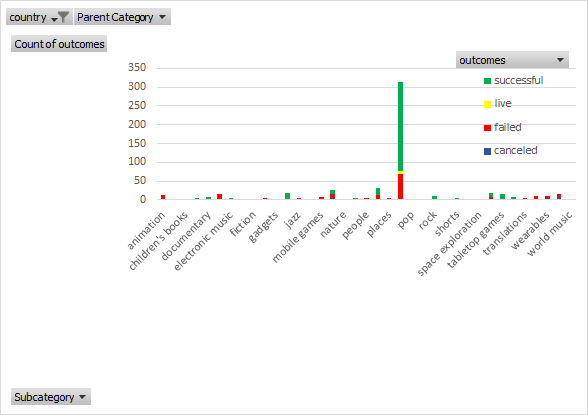 country Parent Category
Count of outcomes
outcomes
successful
live
failed
canceled
350
300
250
200
150
100
50
0
animation
children's books
documentary
electronic music
fiction
gadgets
jazz
mobile games
nature
people
places
pop
rock
shorts
space exploration
tabletop games
translations
wearables
world music
Subcategory